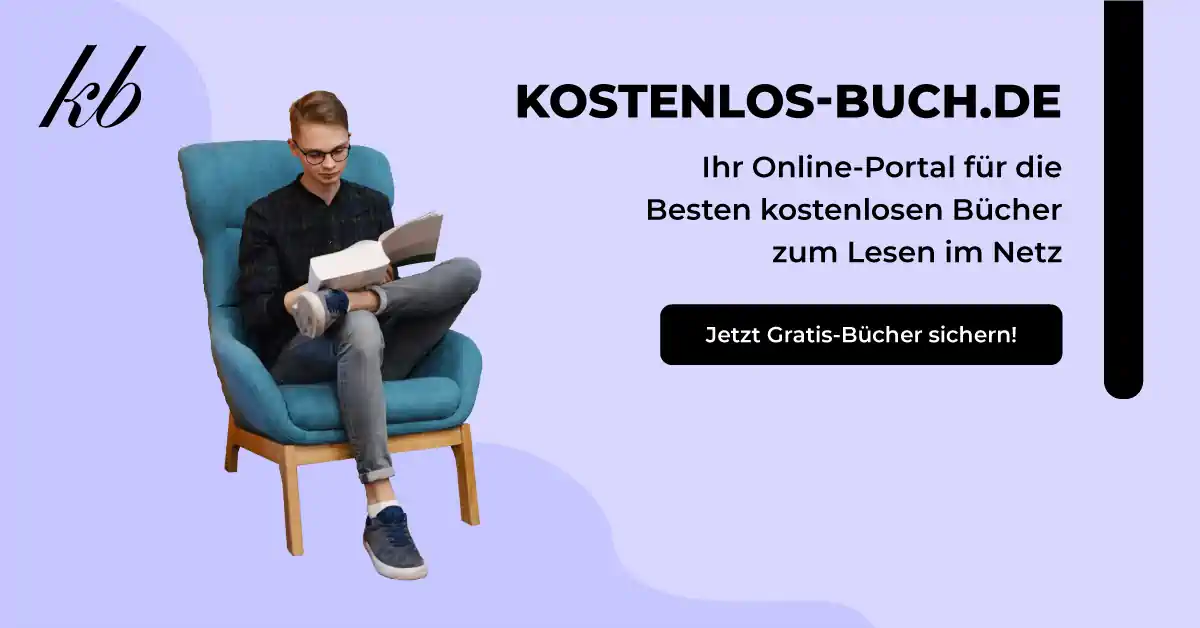 kb
KOSTENLOS-BUCH.DE
Ihr Online-Portal für die
Besten kostenlosen Bücher
zum Lesen im Netz
Jetzt Gratis-Bücher sichern!